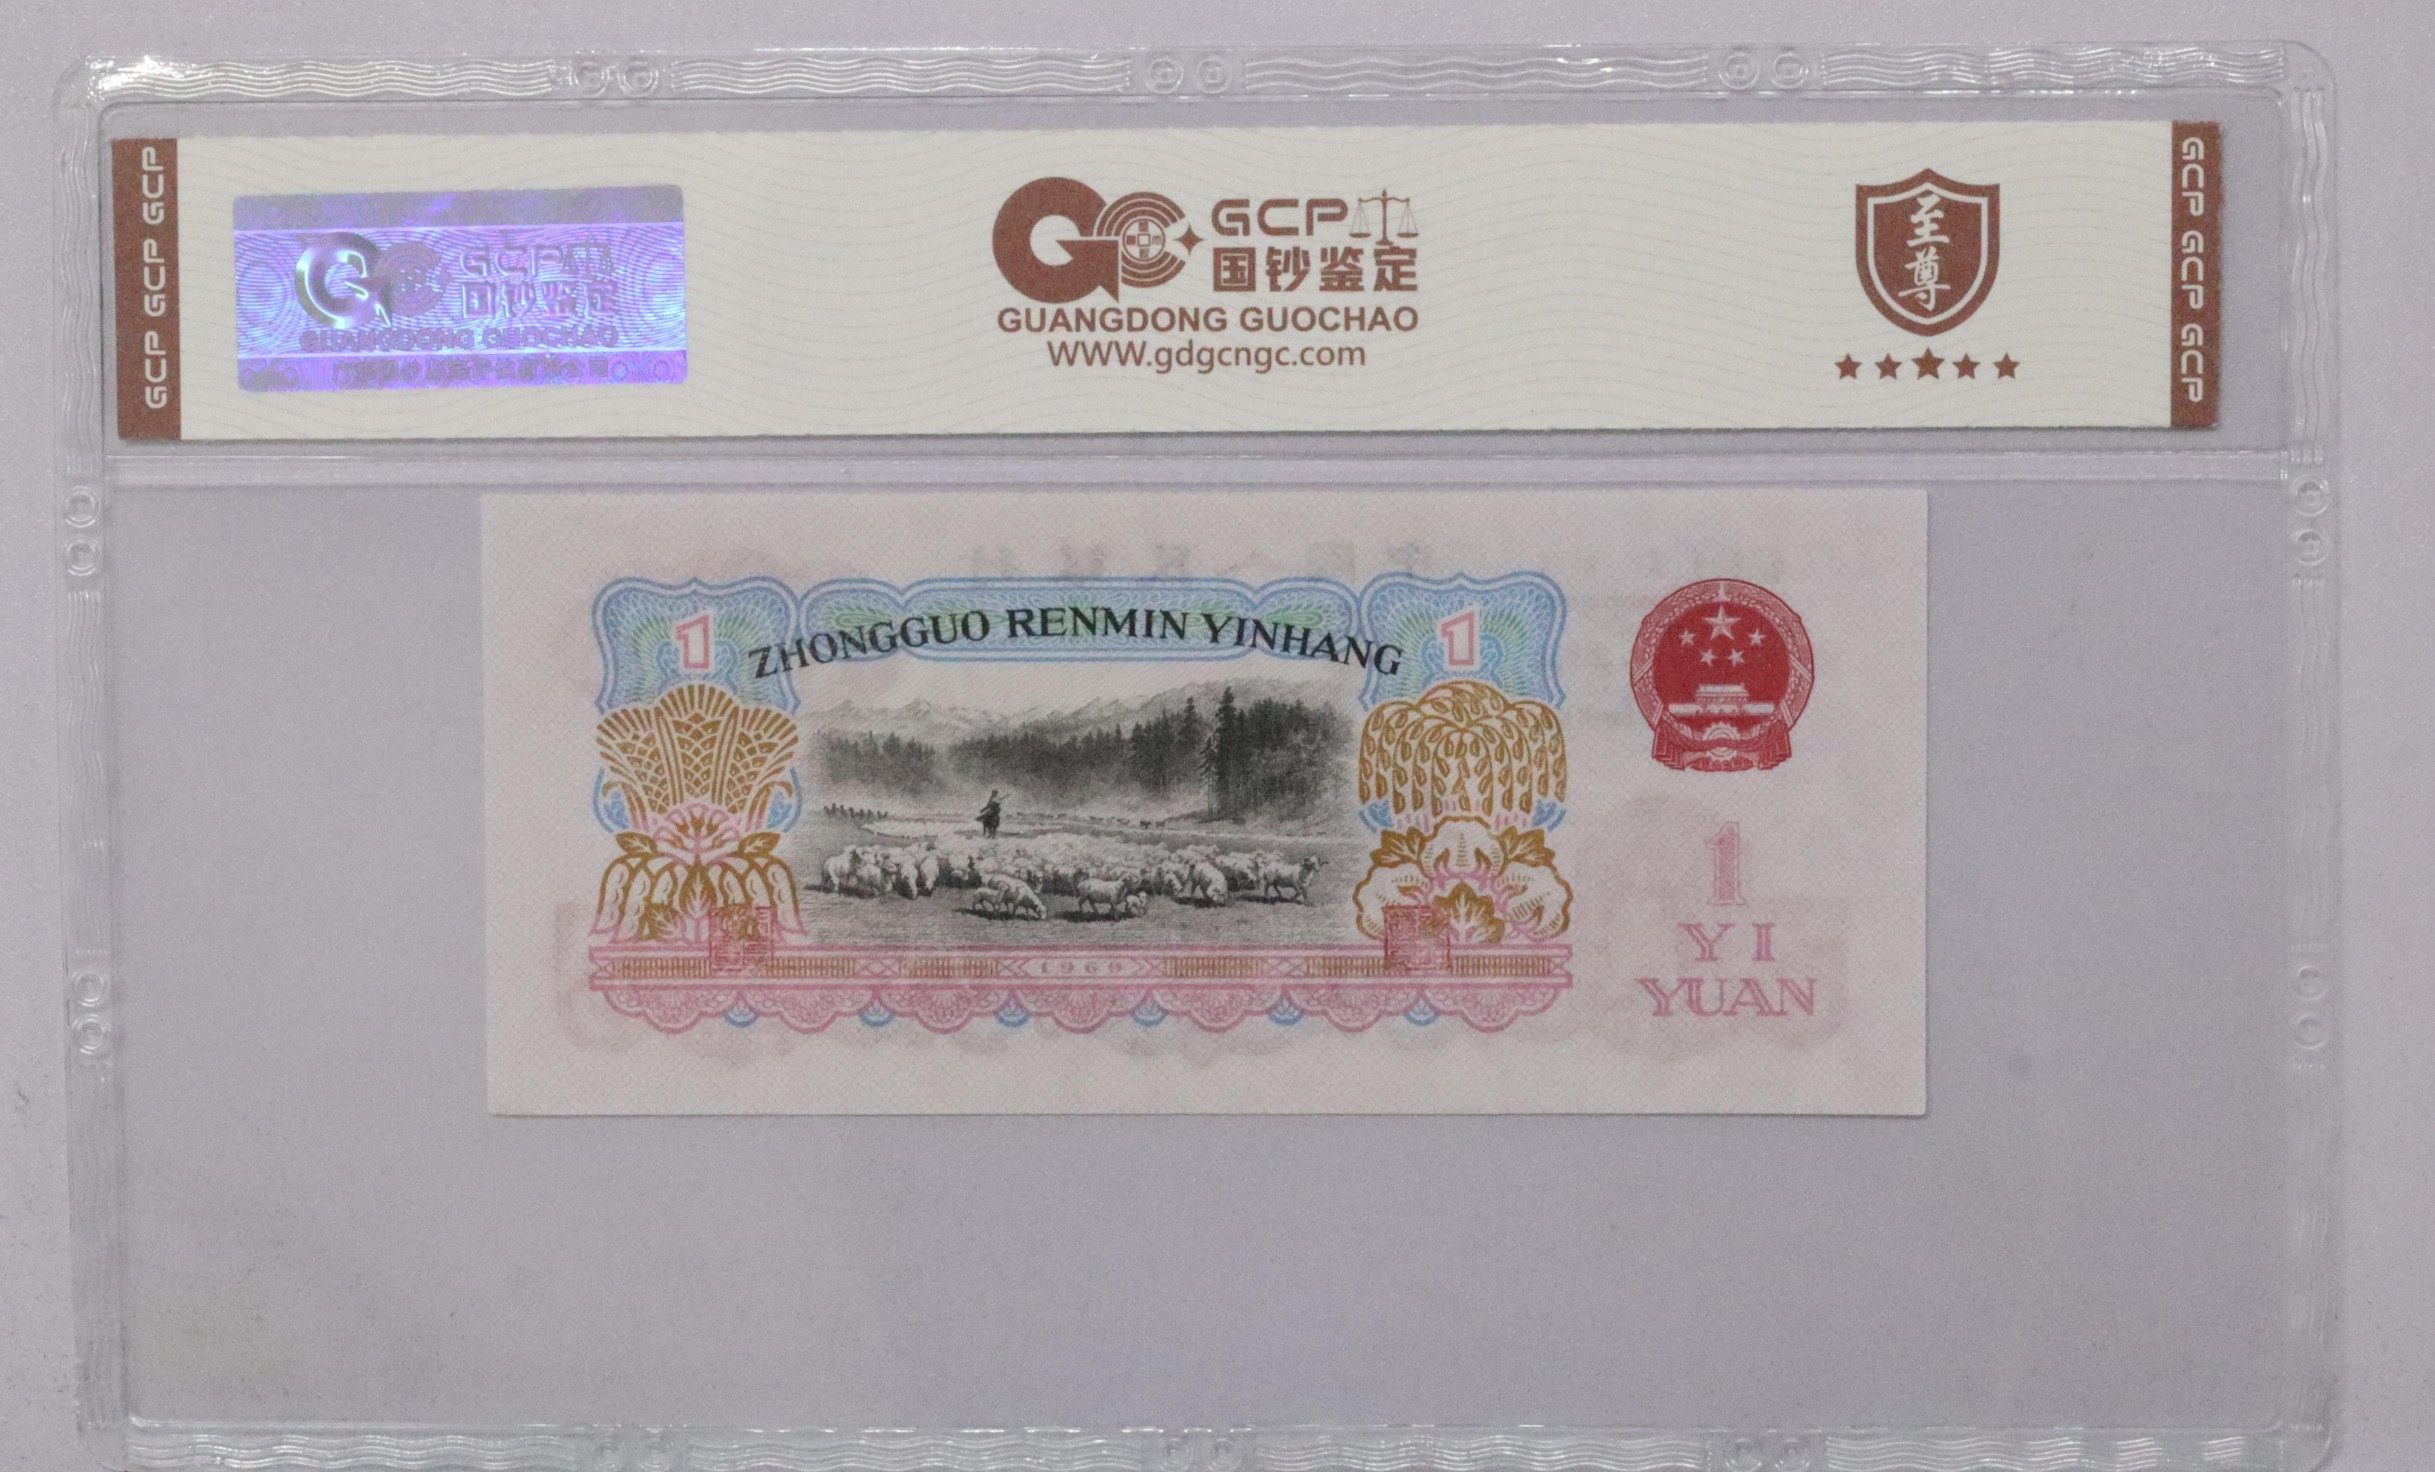 GCP GCP GCP
GCP
国钞鉴定
GUANGDONG GUOCHAO
GCP
国钞鉴定
GUANGDONG GUOCHAO
WWW.gdgcngc.com
至尊
GCP GCP GCP
ZHONGGUO RENMIN YINHANG
1
1
1960
1
YI
YUAN